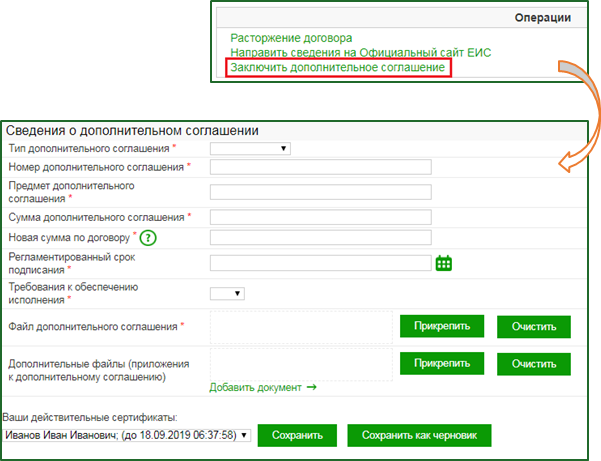 Операции
Расторжение договора
Направить сведения на Официальный сайт ЕИС
Заключить дополнительное соглашение
Сведения о дополнительном соглашении
Тип дополнительного соглашения *
Номер дополнительного соглашения *
Предмет дополнительного
соглашения *
Сумма дополнительного соглашения *
Новая сумма по договору * ?
Регламентированный срок
подписания *
Требования к обеспечению
исполнения *
Файл дополнительного соглашения * Прикрепить Очистить
Дополнительные файлы (приложения
к дополнительному соглашению) Прикрепить Очистить
Добавить документ →
Ваши действительные сертификаты:
Иванов Иван Иванович; (до 18.09.2019 06:37:58) Сохранить Сохранить как черновик